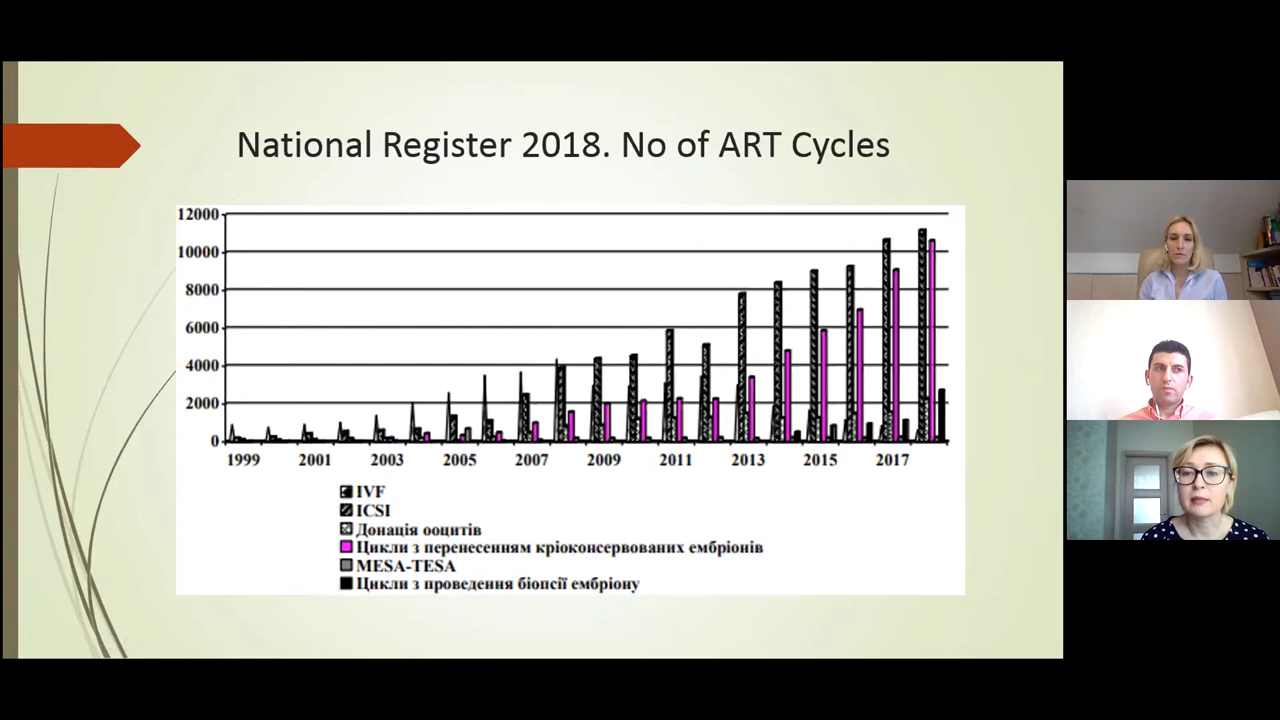 National Register 2018. No of ART Cycles
12000
10000
8000
6000
4000
2000
0
1999 2001 2003 2005 2007 2009 2011 2013 2015 2017
IVF
ICSI
Донація ооцитів
Цикли з перенесенням кріоконсервованих ембріонів
MESA-TESA
Цикли з проведення біопсії ембріону